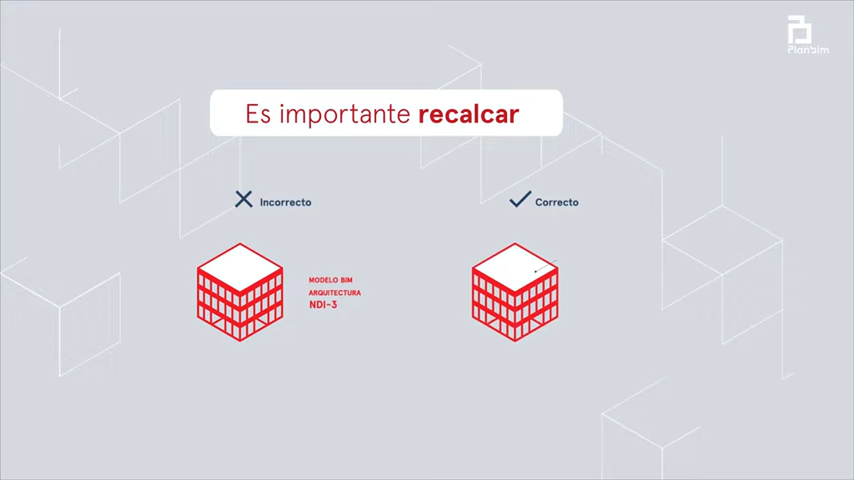 Planbim
Es importante recalcar
Incorrecto
Correcto
MODELO BIM
ARQUITECTURA
NDI-3